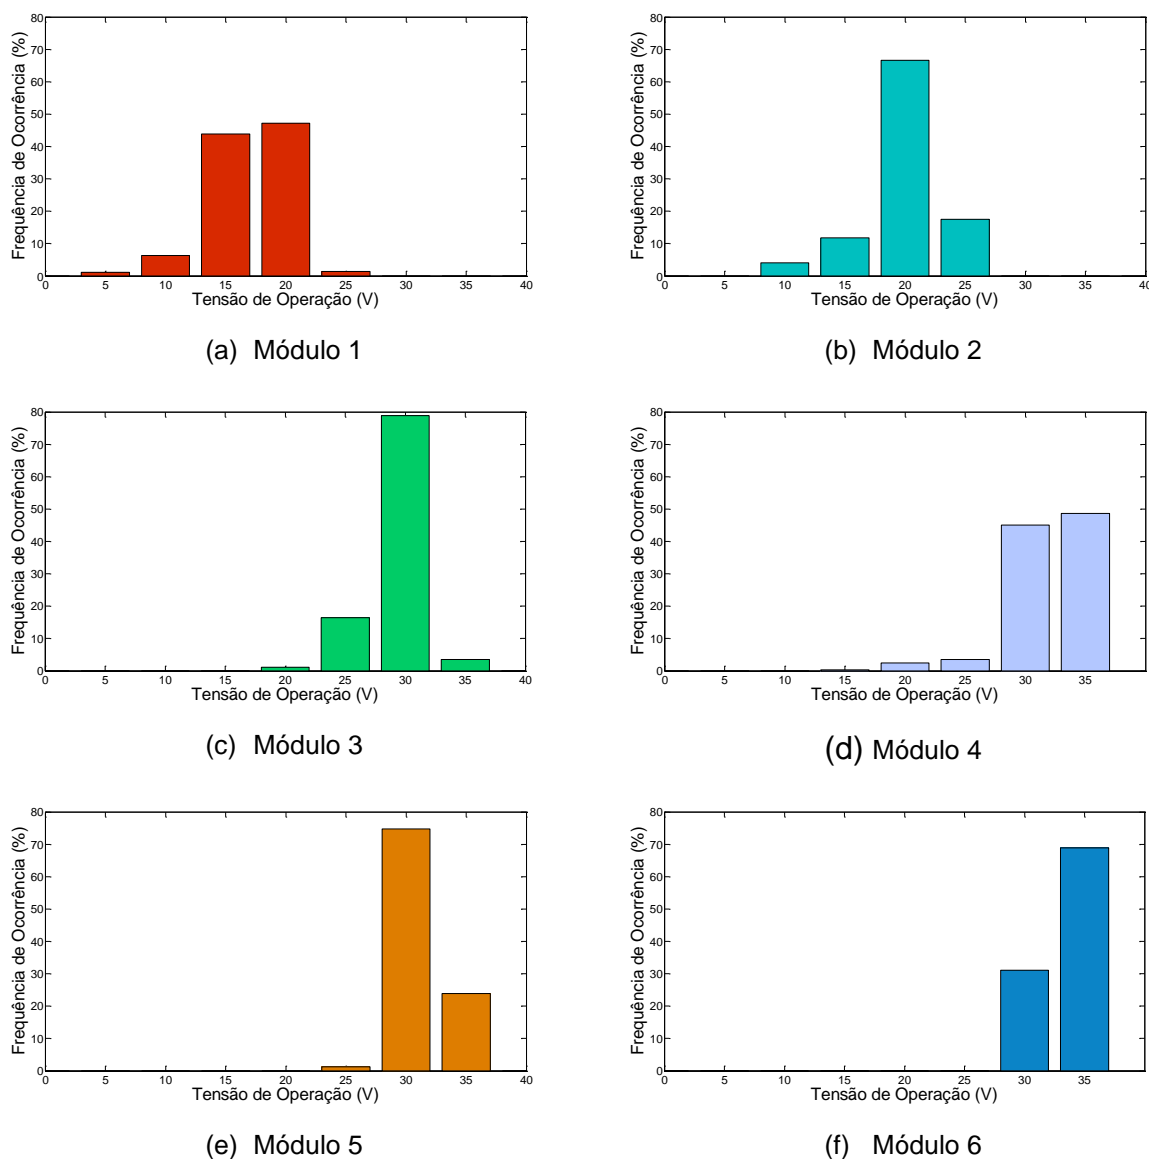 80
70
60
50
40
30
20
10
0
Frequência de Ocorrência (%)
0 5 10 15 20 25 30 35 40
Tensão de Operação (V)
(a) Módulo 1
80
70
60
50
40
30
20
10
0
Frequência de Ocorrência (%)
0 5 10 15 20 25 30 35 40
Tensão de Operação (V)
(b) Módulo 2
80
70
60
50
40
30
20
10
0
Frequência de Ocorrência (%)
0 5 10 15 20 25 30 35 40
Tensão de Operação (V)
(c) Módulo 3
80
70
60
50
40
30
20
10
0
Frequência de Ocorrência (%)
0 5 10 15 20 25 30 35
Tensão de Operação (V)
(d) Módulo 4
80
70
60
50
40
30
20
10
0
Frequência de Ocorrência (%)
0 5 10 15 20 25 30 35 40
Tensão de Operação (V)
(e) Módulo 5
80
70
60
50
40
30
20
10
0
Frequência de Ocorrência (%)
0 5 10 15 20 25 30 35
Tensão de Operação (V)
(f) Módulo 6